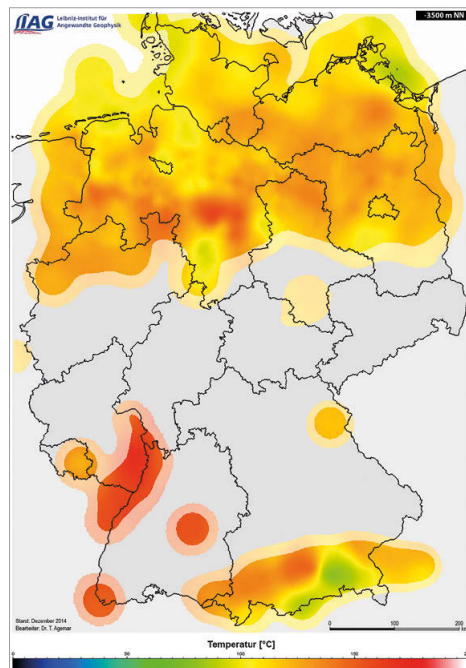 LIAG Leibniz-Institut für
Angewandte Geophysik
-3500 m NN
Stand: Dezember 2014
Bearbeiter: Dr. T. Agemar
0 100 200
Temperatur [°C]
0 50 100 150